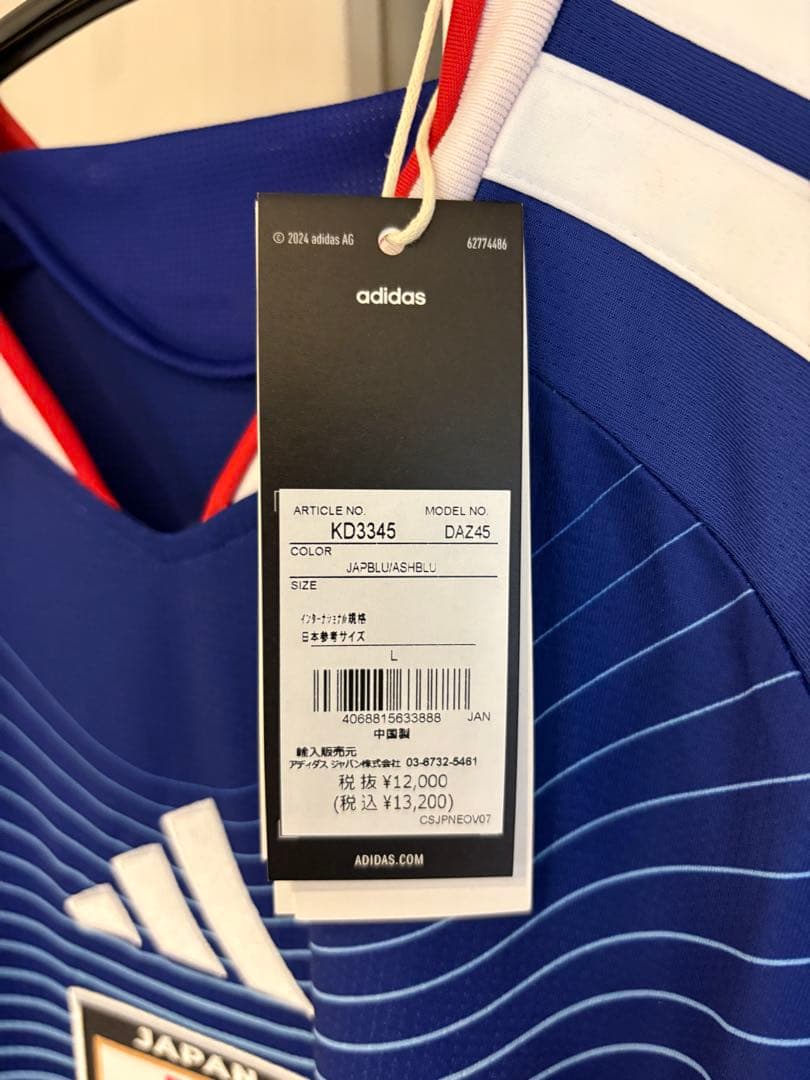 © 2024 adidas AG 62774486
adidas
ARTICLE NO. MODEL NO.
KD3345 DAZ45
COLOR
JAPBLU/ASHBLU
SIZE
インターナショナル規格
日本参考サイズ
L
4068815633888 JAN
中国製
輸入販売元
アディダス ジャパン株式会社 03-6732-5461
税抜 ¥12,000
(税込 ¥13,200)
CSJPNEOV07
ADIDAS.COM
JAPAN